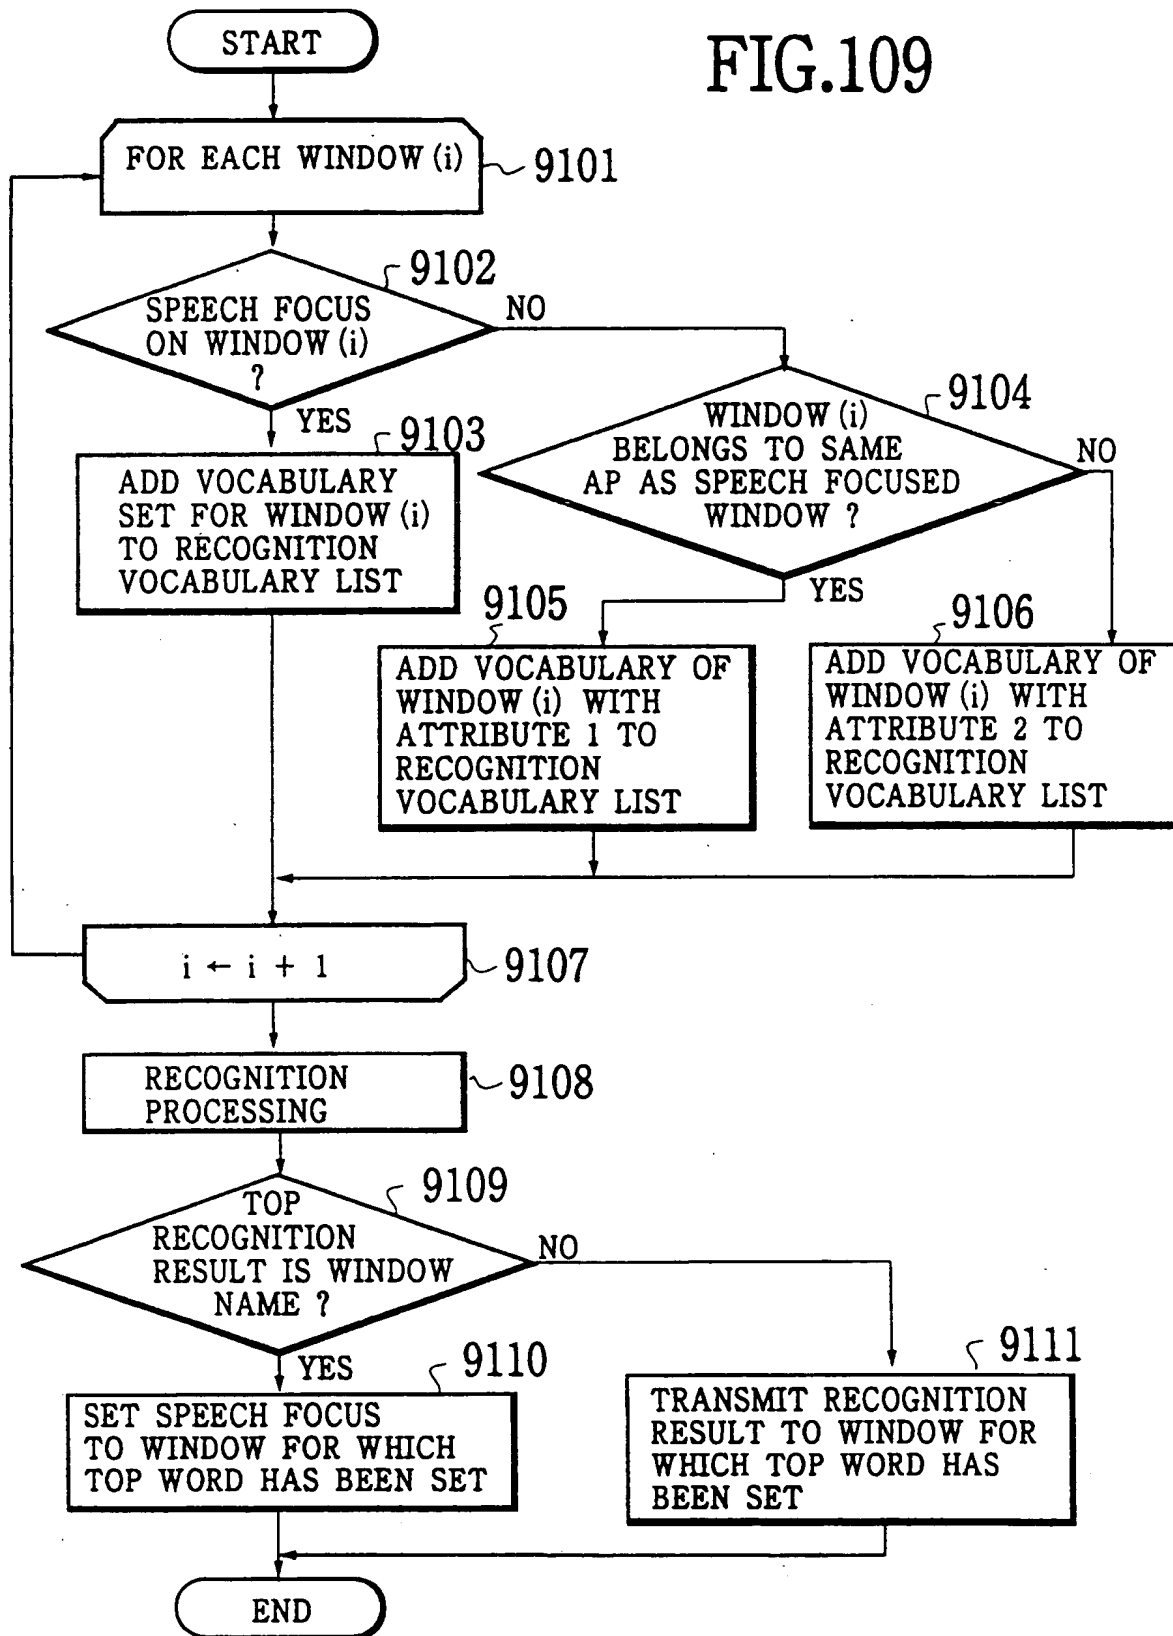 START
FIG.109
FOR EACH WINDOW (i)
9101
9102
SPEECH FOCUS
ON WINDOW (i)
?
NO
YES
9103
ADD VOCABULARY
SET FOR WINDOW (i)
TO RECOGNITION
VOCABULARY LIST
9104
WINDOW (i)
BELONGS TO SAME
AP AS SPEECH FOCUSED
WINDOW ?
NO
YES
9105
ADD VOCABULARY OF
WINDOW (i) WITH
ATTRIBUTE 1 TO
RECOGNITION
VOCABULARY LIST
9106
ADD VOCABULARY OF
WINDOW (i) WITH
ATTRIBUTE 2 TO
RECOGNITION
VOCABULARY LIST
i ← i + 1
9107
RECOGNITION
PROCESSING
9108
9109
TOP
RECOGNITION
RESULT IS WINDOW
NAME ?
NO
YES
9110
SET SPEECH FOCUS
TO WINDOW FOR WHICH
TOP WORD HAS BEEN SET
9111
TRANSMIT RECOGNITION
RESULT TO WINDOW FOR
WHICH TOP WORD HAS
BEEN SET
END